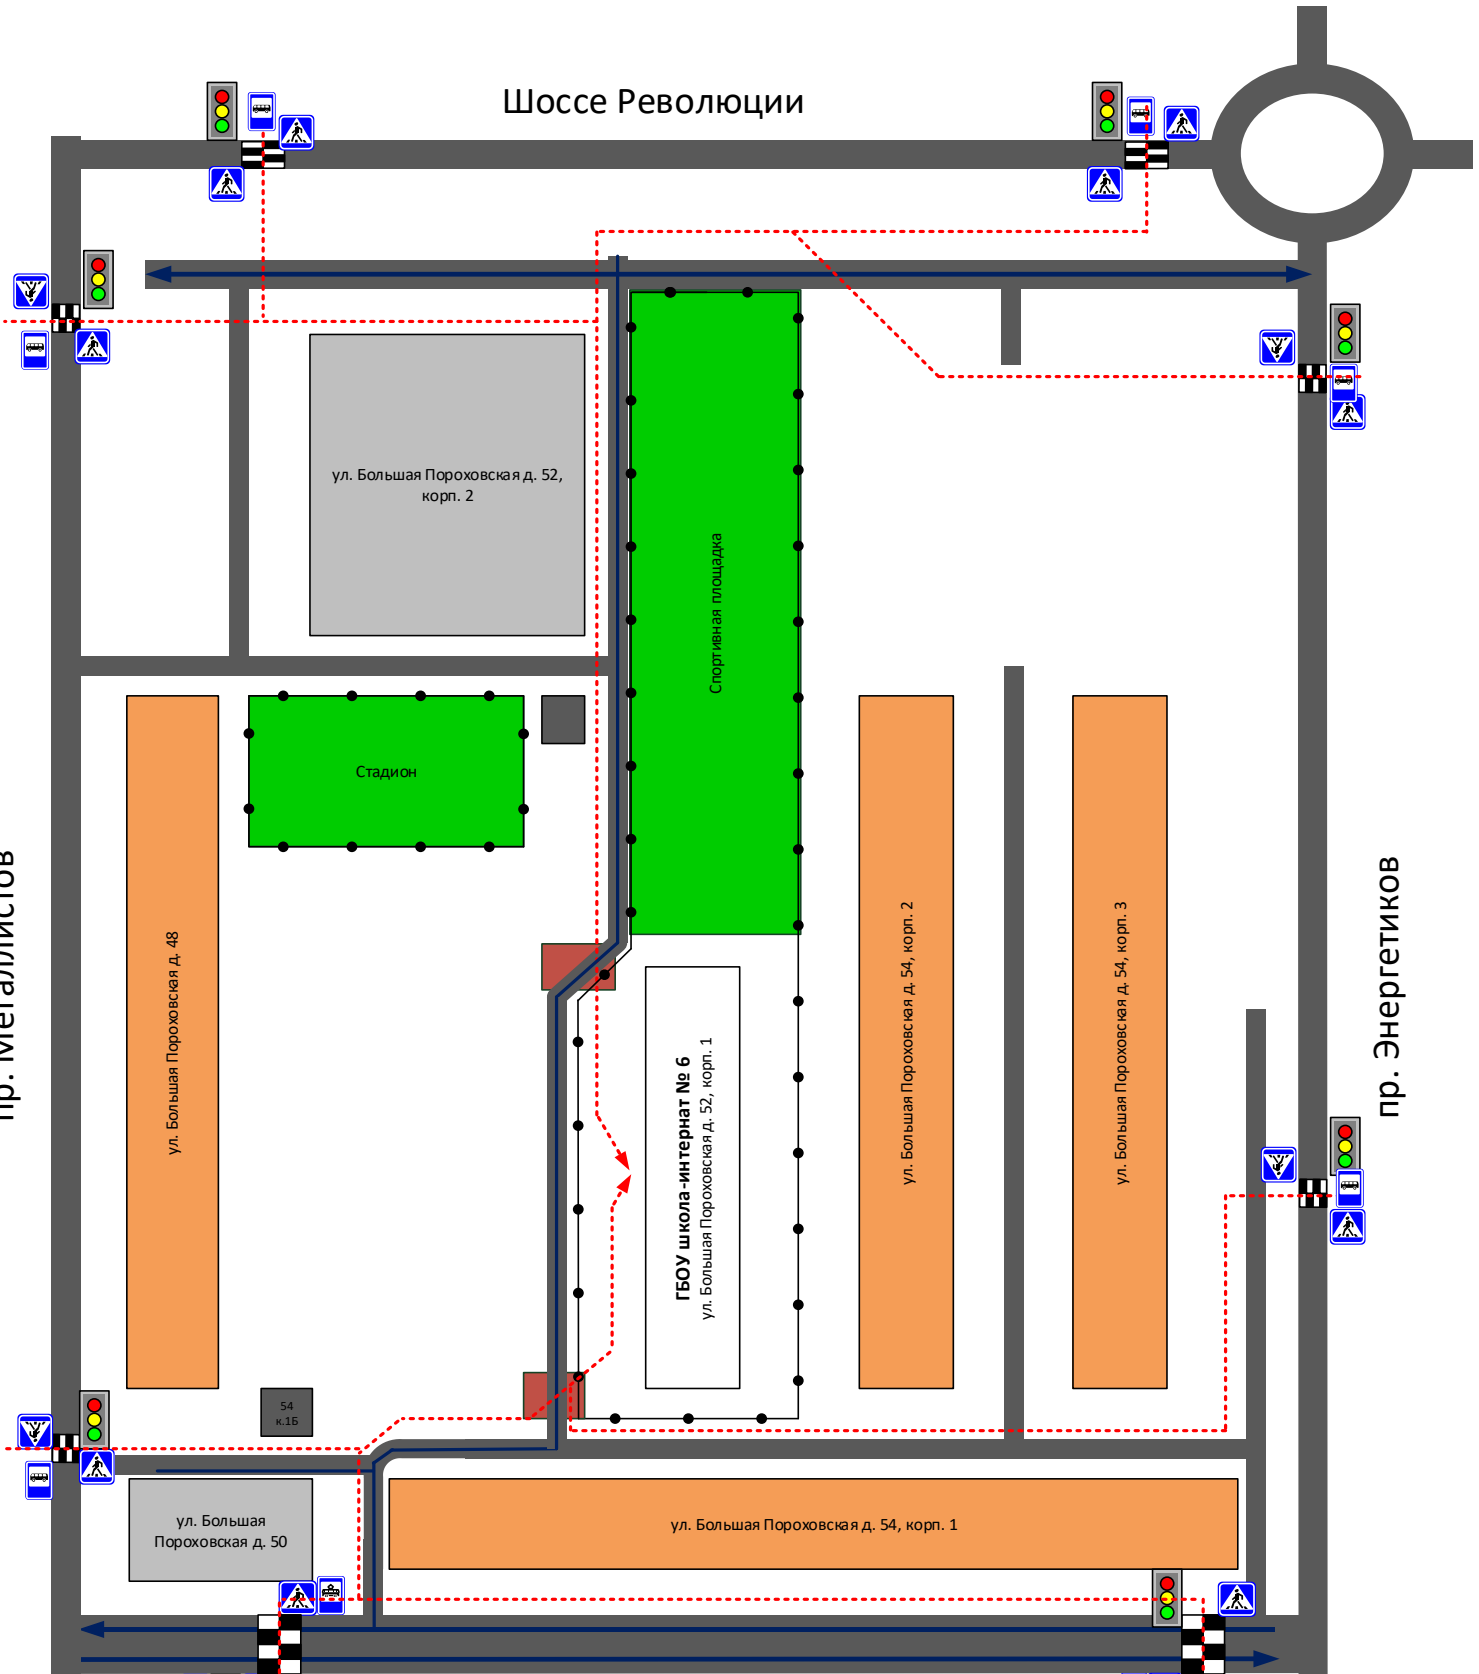 Шоссе Революции
ул. Большая Пороховская д. 52,
корп. 2
Спортивная площадка
Стадион
пр. Металлистов
ул. Большая Пороховская д. 48
ГБОУ школа-интернат № 6
ул. Большая Пороховская д. 52, корп. 1
ул. Большая Пороховская д. 54, корп. 2
ул. Большая Пороховская д. 54, корп. 3
пр. Энергетиков
54
к.1Б
ул. Большая
Пороховская д. 50
ул. Большая Пороховская д. 54, корп. 1